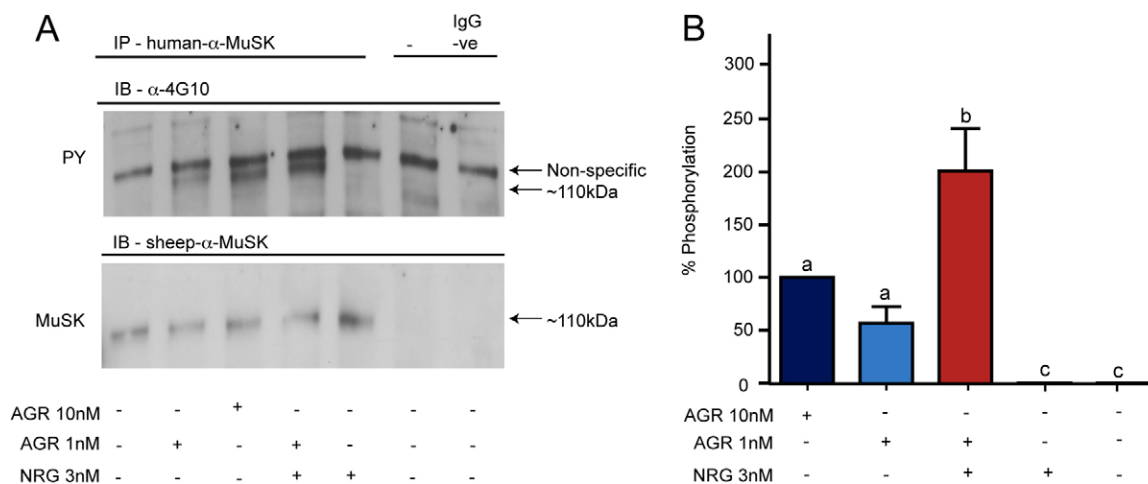 A
IP - human-α-MuSK
-
IgG
-ve
IB - α-4G10
PY
Non-specific
~110kDa
IB - sheep-α-MuSK
MuSK
~110kDa
AGR 10nM - - + - - - -
AGR 1nM - + - + - - -
NRG 3nM - - - + + - -
B
% Phosphorylation
300
250
200
150
100
50
0
a
a
b
c
c
AGR 10nM + - - - -
AGR 1nM - + + - -
NRG 3nM - - + + -